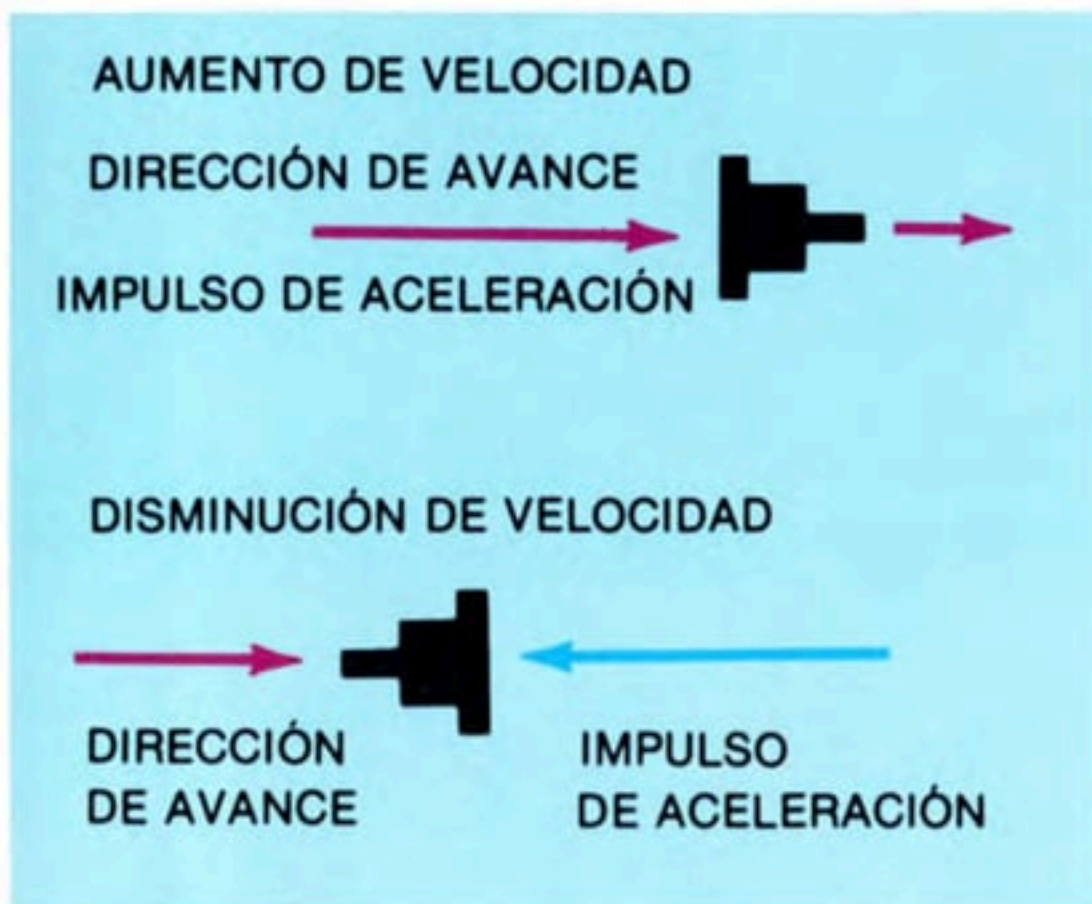 AUMENTO DE VELOCIDAD
DIRECCIÓN DE AVANCE
IMPULSO DE ACELERACIÓN
DISMINUCIÓN DE VELOCIDAD
DIRECCIÓN
DE AVANCE
IMPULSO
DE ACELERACIÓN